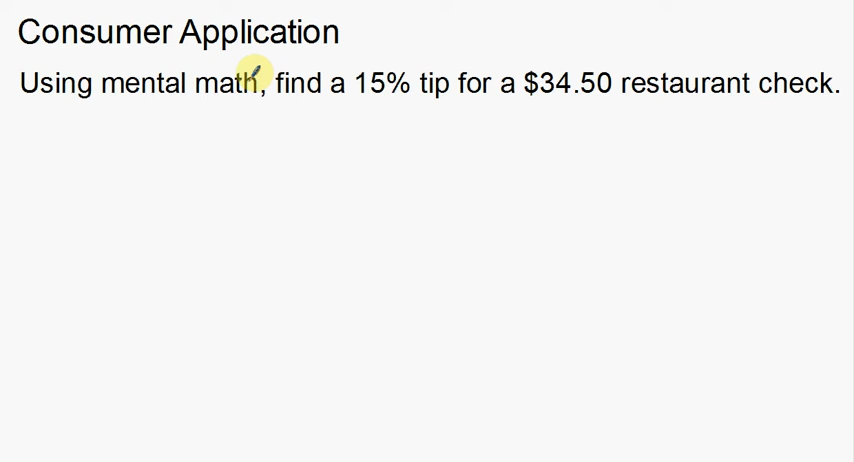 Consumer Application
Using mental math, find a 15% tip for a $34.50 restaurant check.